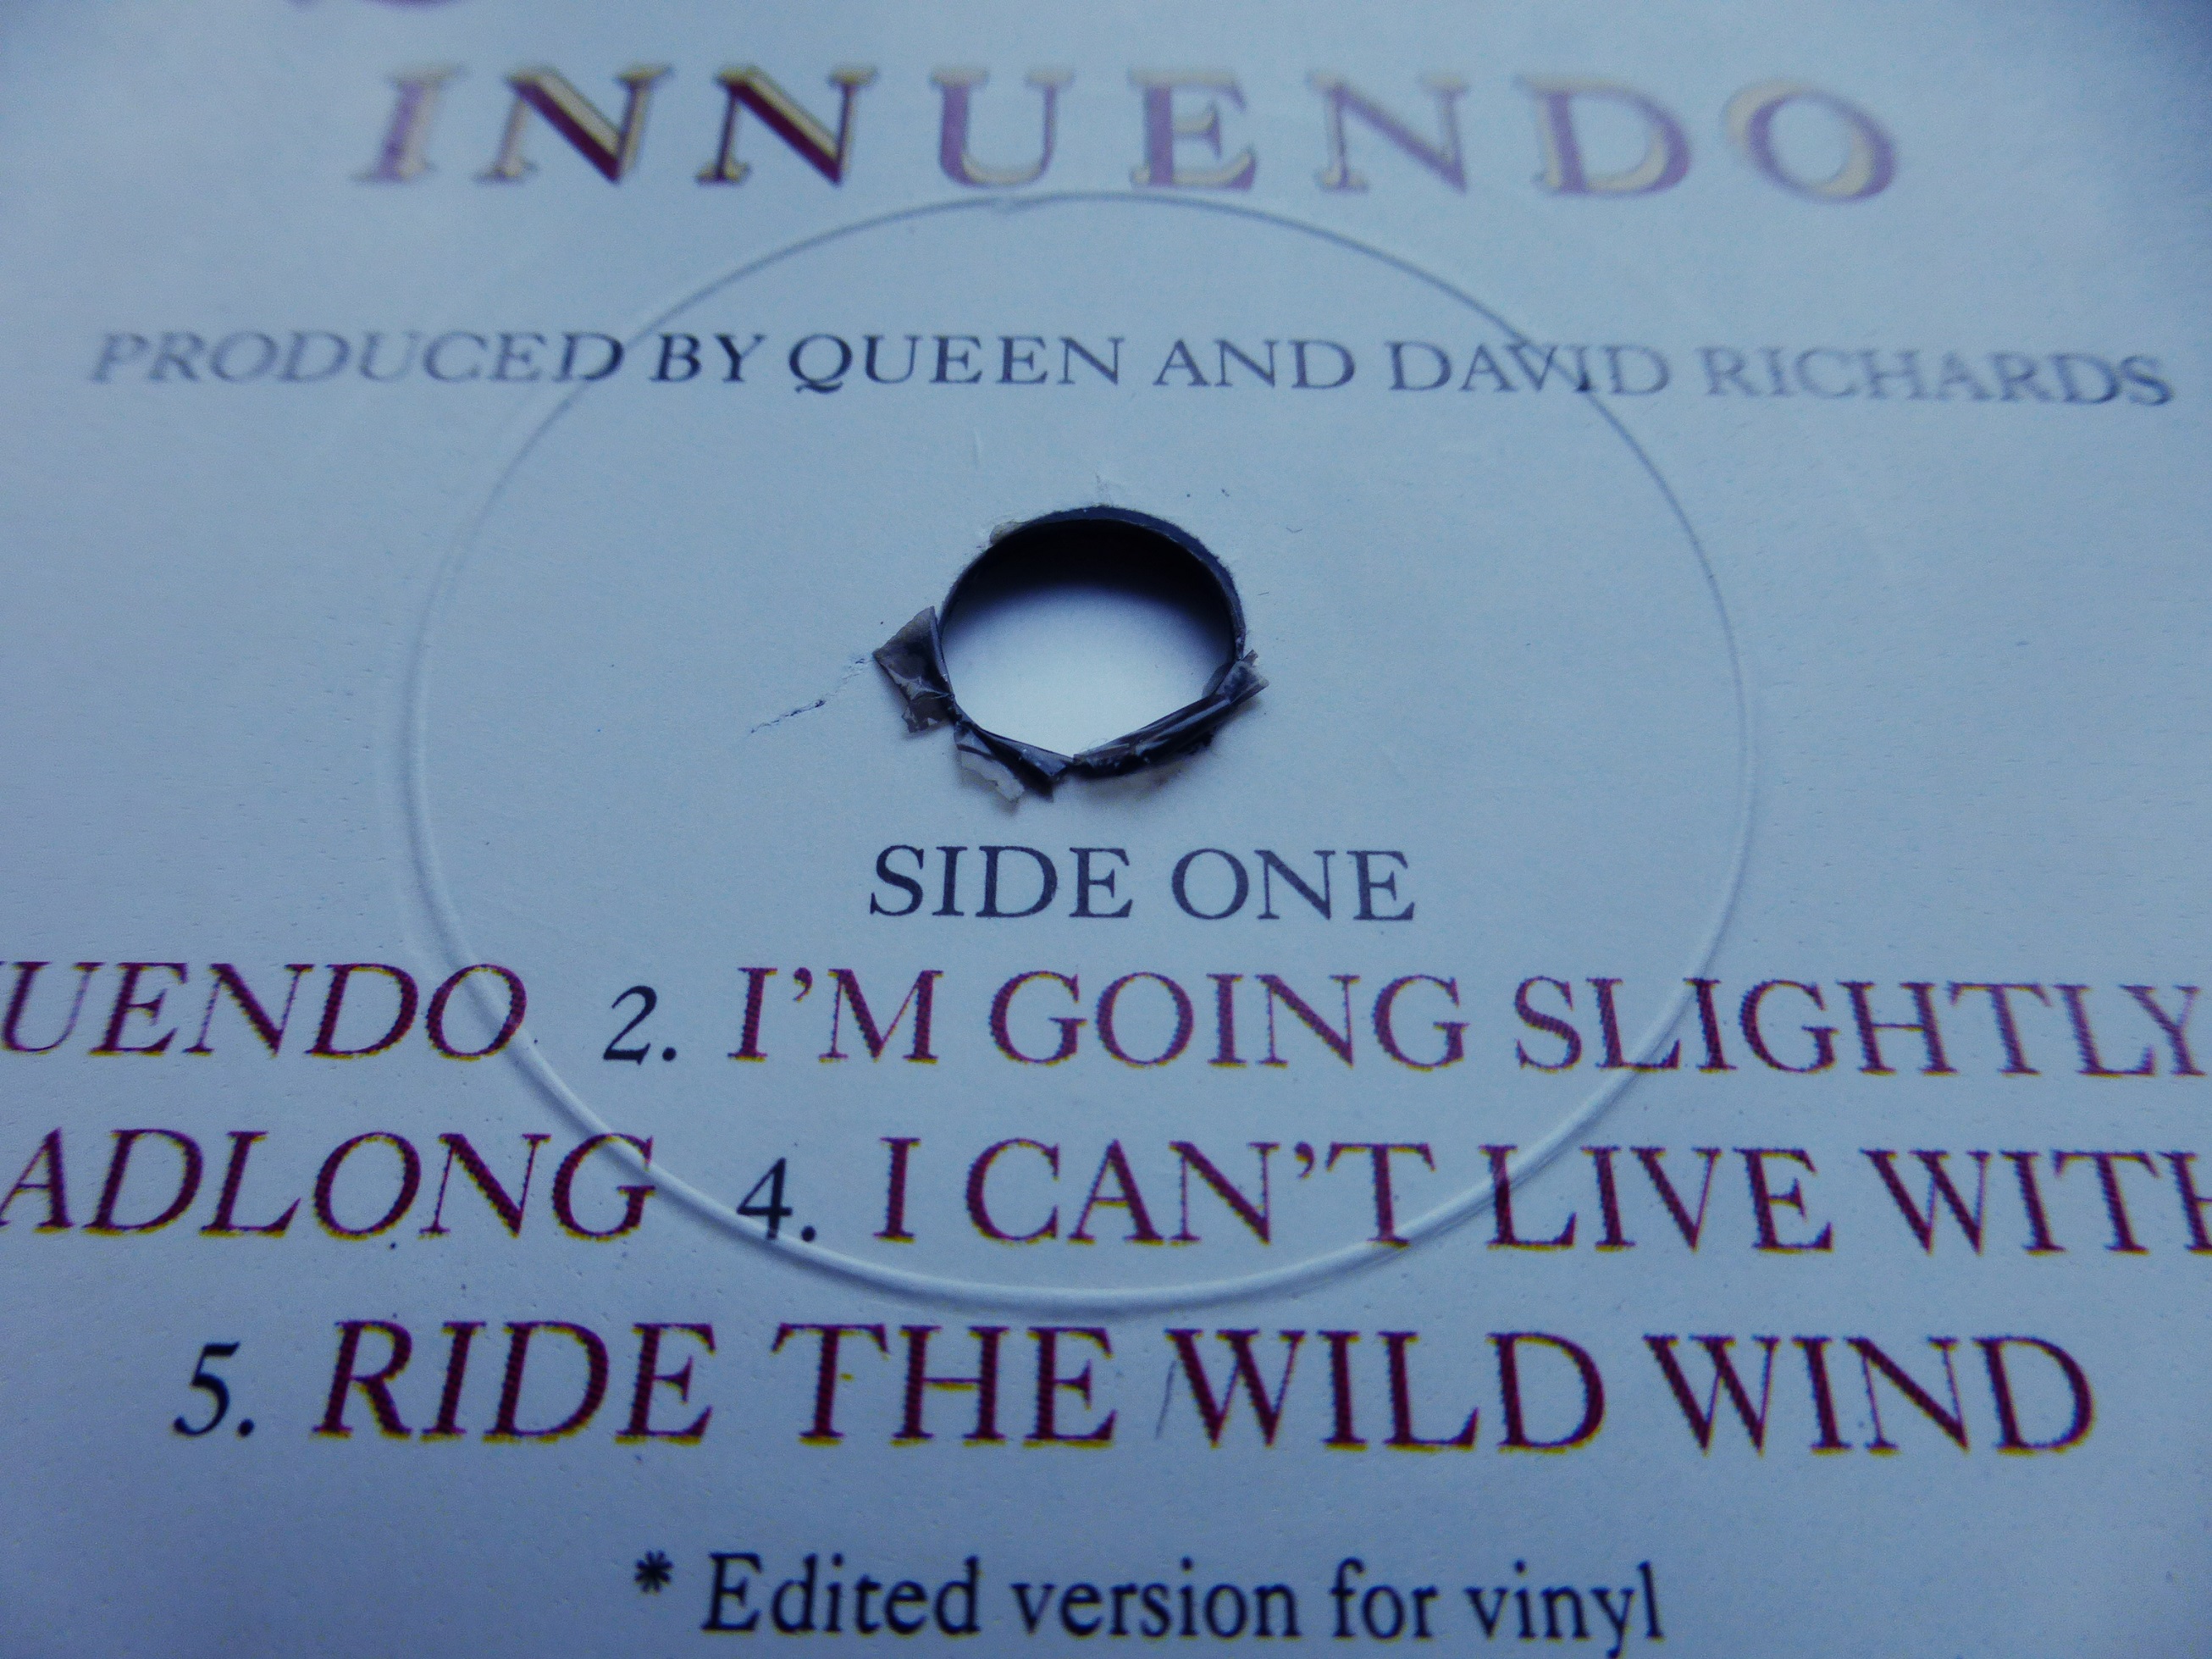 INNUENDO
PRODUCED BY QUEEN AND DAVID RICHARDS
SIDE ONE
UENDO 2. I'M GOING SLIGHTLY
ADLONG 4. I CAN'T LIVE WITH
5. RIDE THE WILD WIND
* Edited version for vinyl